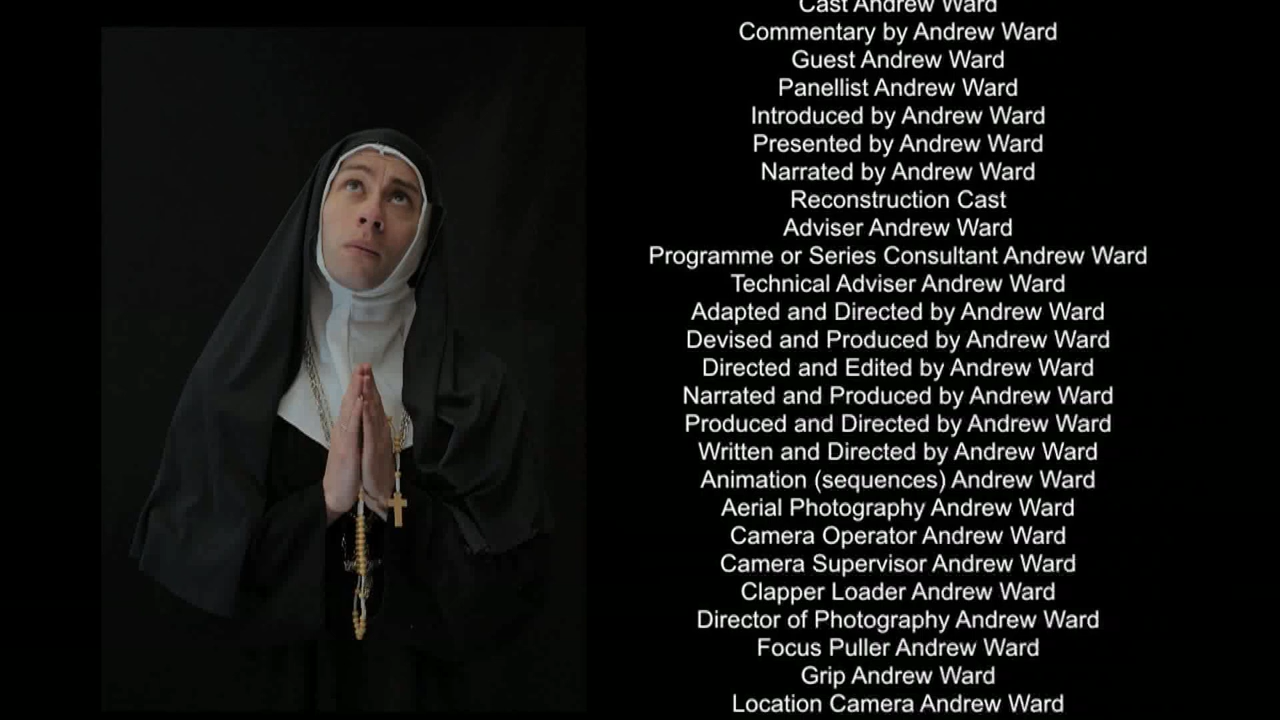 Cast Andrew Ward
Commentary by Andrew Ward
Guest Andrew Ward
Panellist Andrew Ward
Introduced by Andrew Ward
Presented by Andrew Ward
Narrated by Andrew Ward
Reconstruction Cast
Adviser Andrew Ward
Programme or Series Consultant Andrew Ward
Technical Adviser Andrew Ward
Adapted and Directed by Andrew Ward
Devised and Produced by Andrew Ward
Directed and Edited by Andrew Ward
Narrated and Produced by Andrew Ward
Produced and Directed by Andrew Ward
Written and Directed by Andrew Ward
Animation (sequences) Andrew Ward
Aerial Photography Andrew Ward
Camera Operator Andrew Ward
Camera Supervisor Andrew Ward
Clapper Loader Andrew Ward
Director of Photography Andrew Ward
Focus Puller Andrew Ward
Grip Andrew Ward
Location Camera Andrew Ward